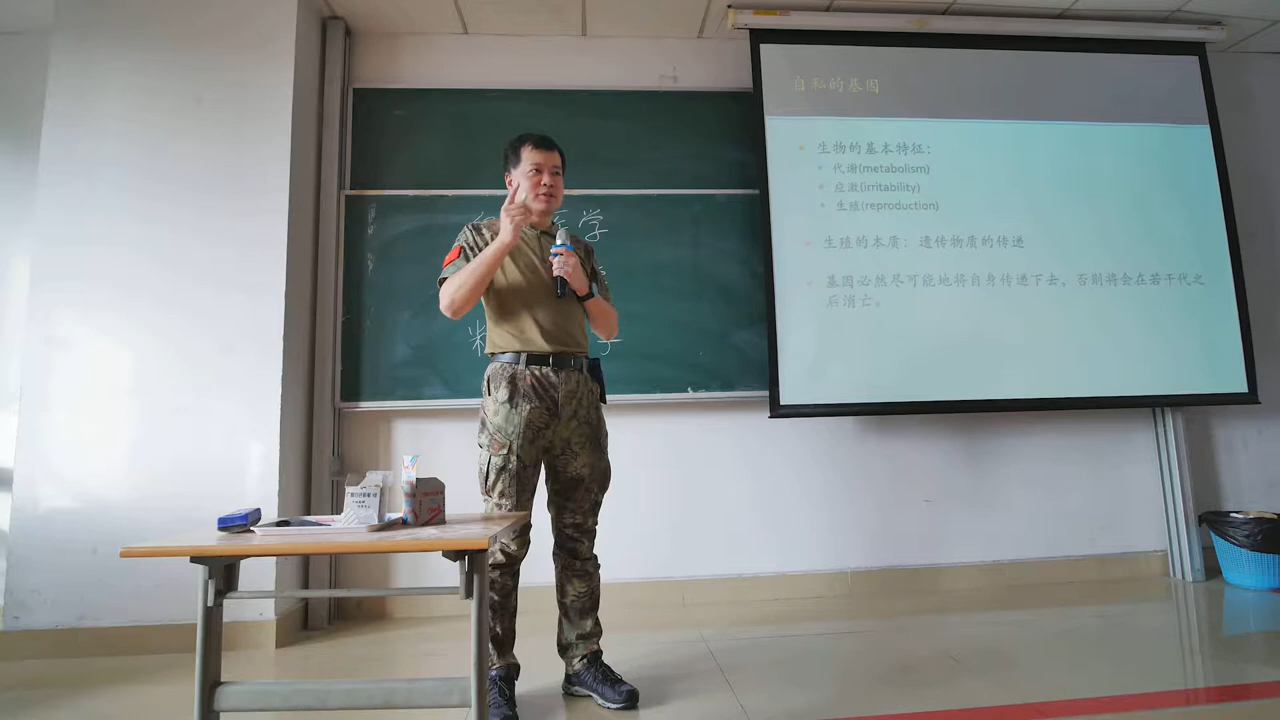 自私的基因
生物的基本特征：
代谢(metabolism)
应激(irritability)
生殖(reproduction)
生殖的本质：遗传物质的传递
基因必然尽可能地将自身传递下去，否则将会在若干代之
后消亡。
医学